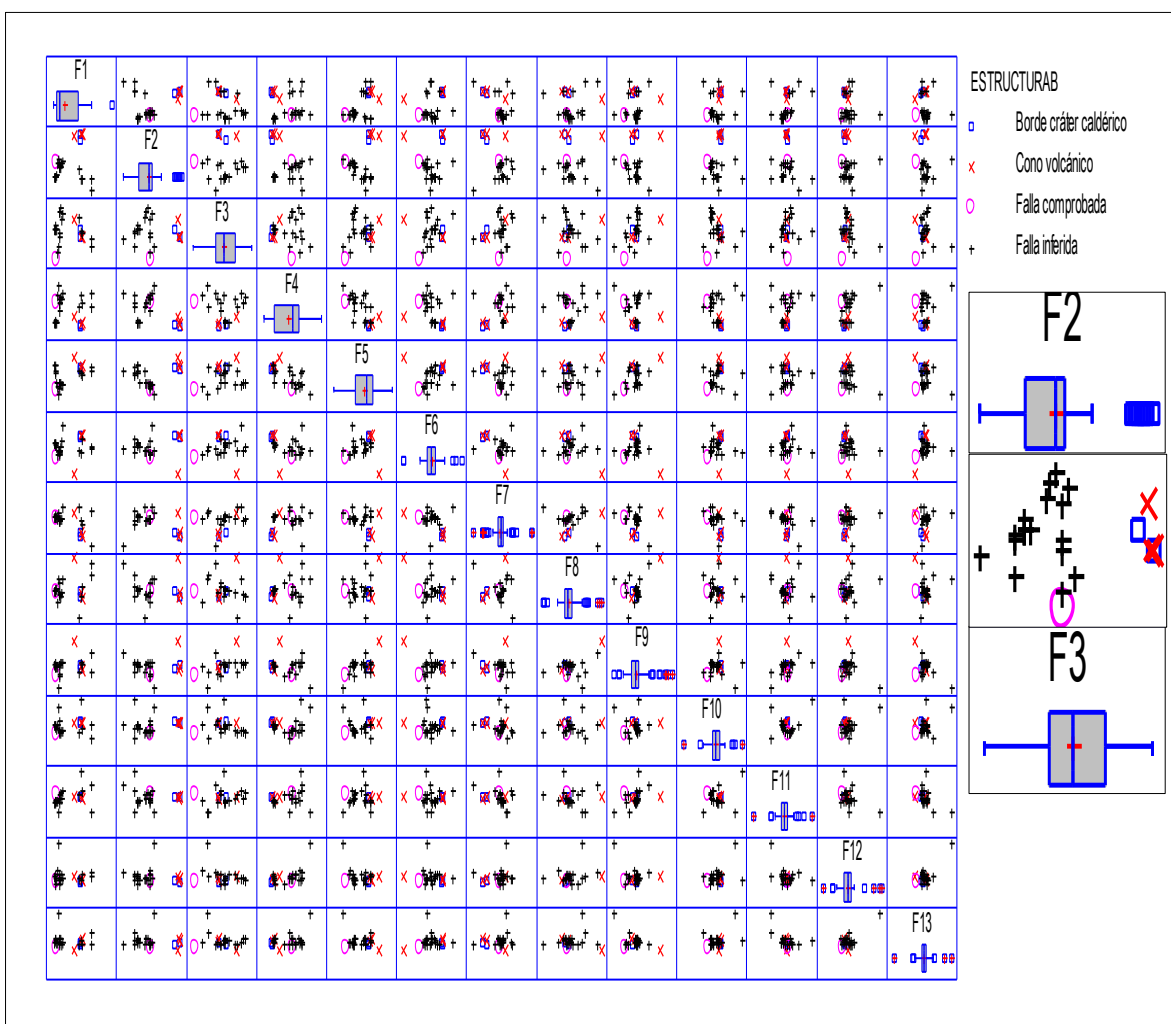 F1
F2
F3
F4
F5
F6
F7
F8
F9
F10
F11
F12
F13
ESTRUCTURAB
Borde cráter caldérico
Cono volcánico
Falla comprobada
Falla inferida
F2
F3